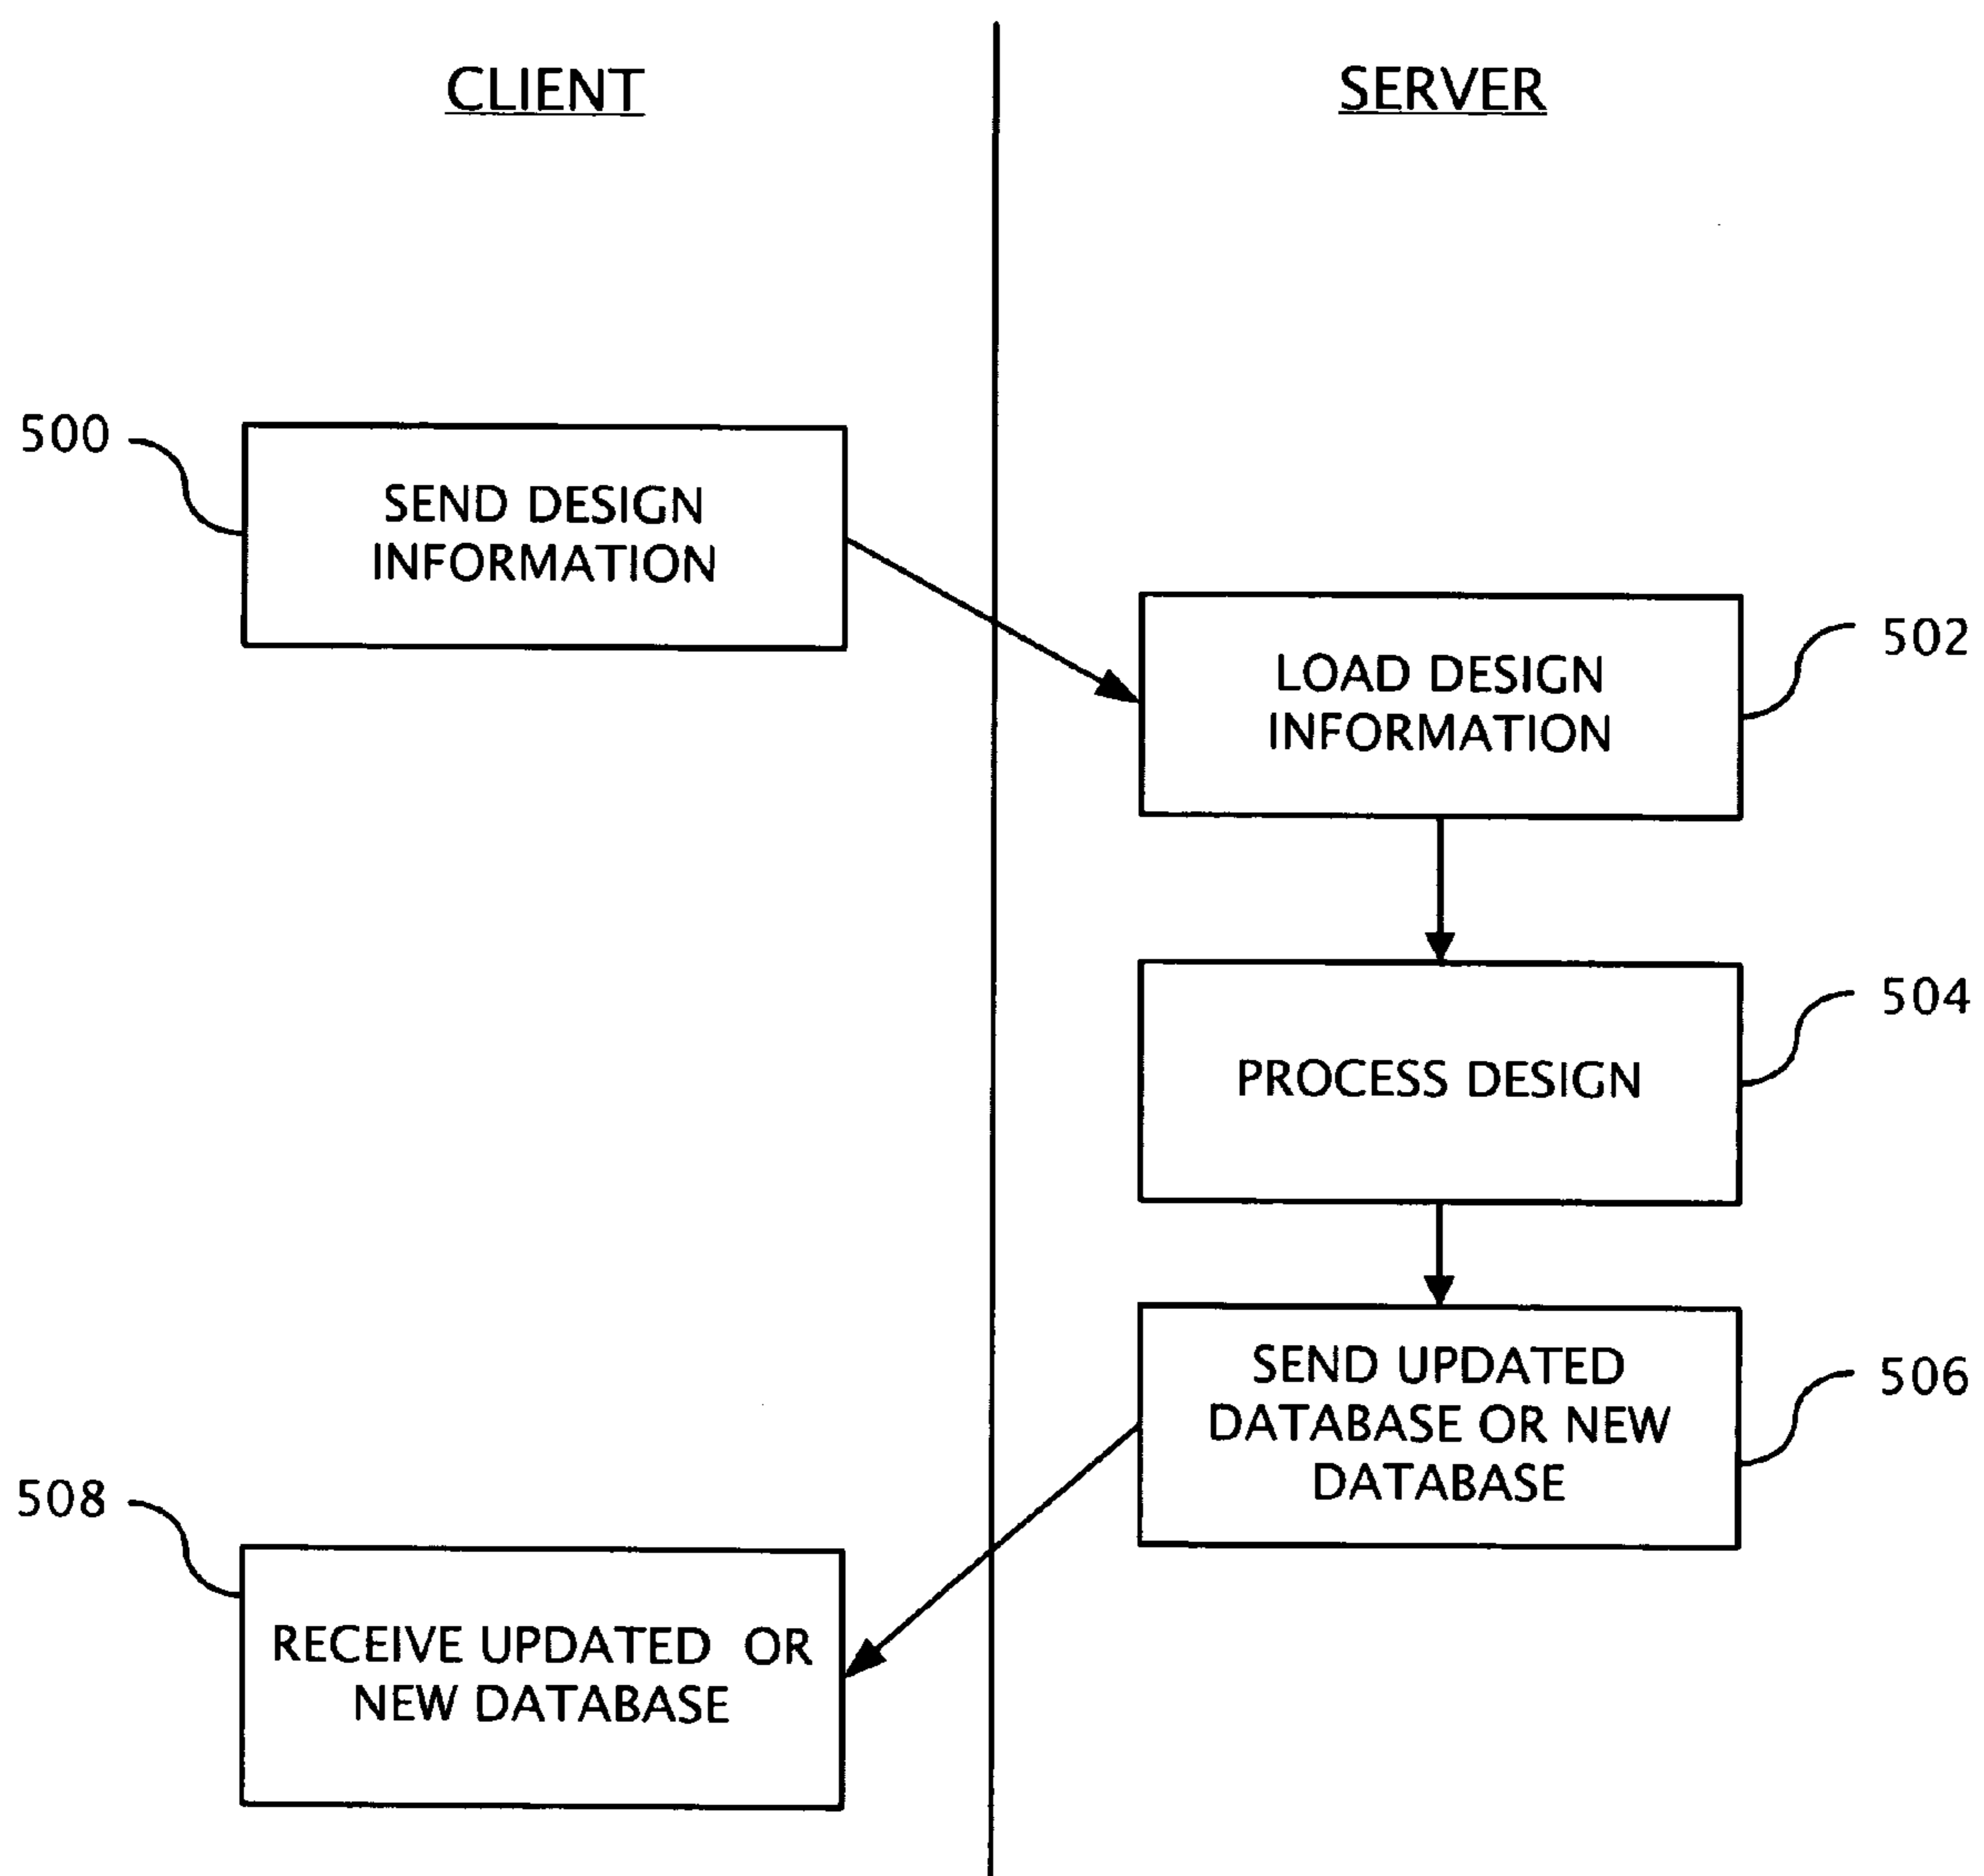 CLIENT
SERVER
500
SEND DESIGN
INFORMATION
502
LOAD DESIGN
INFORMATION
504
PROCESS DESIGN
506
SEND UPDATED
DATABASE OR NEW
DATABASE
508
RECEIVE UPDATED OR
NEW DATABASE